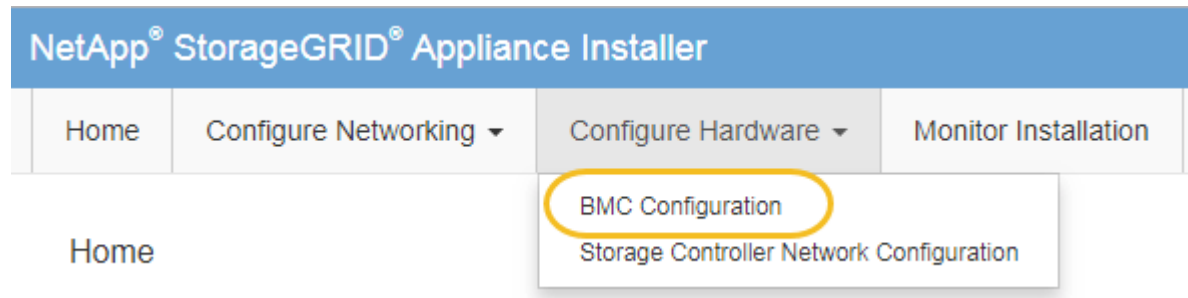 NetApp® StorageGRID® Appliance Installer
Home Configure Networking Configure Hardware Monitor Installation
BMC Configuration
Storage Controller Network Configuration
Home